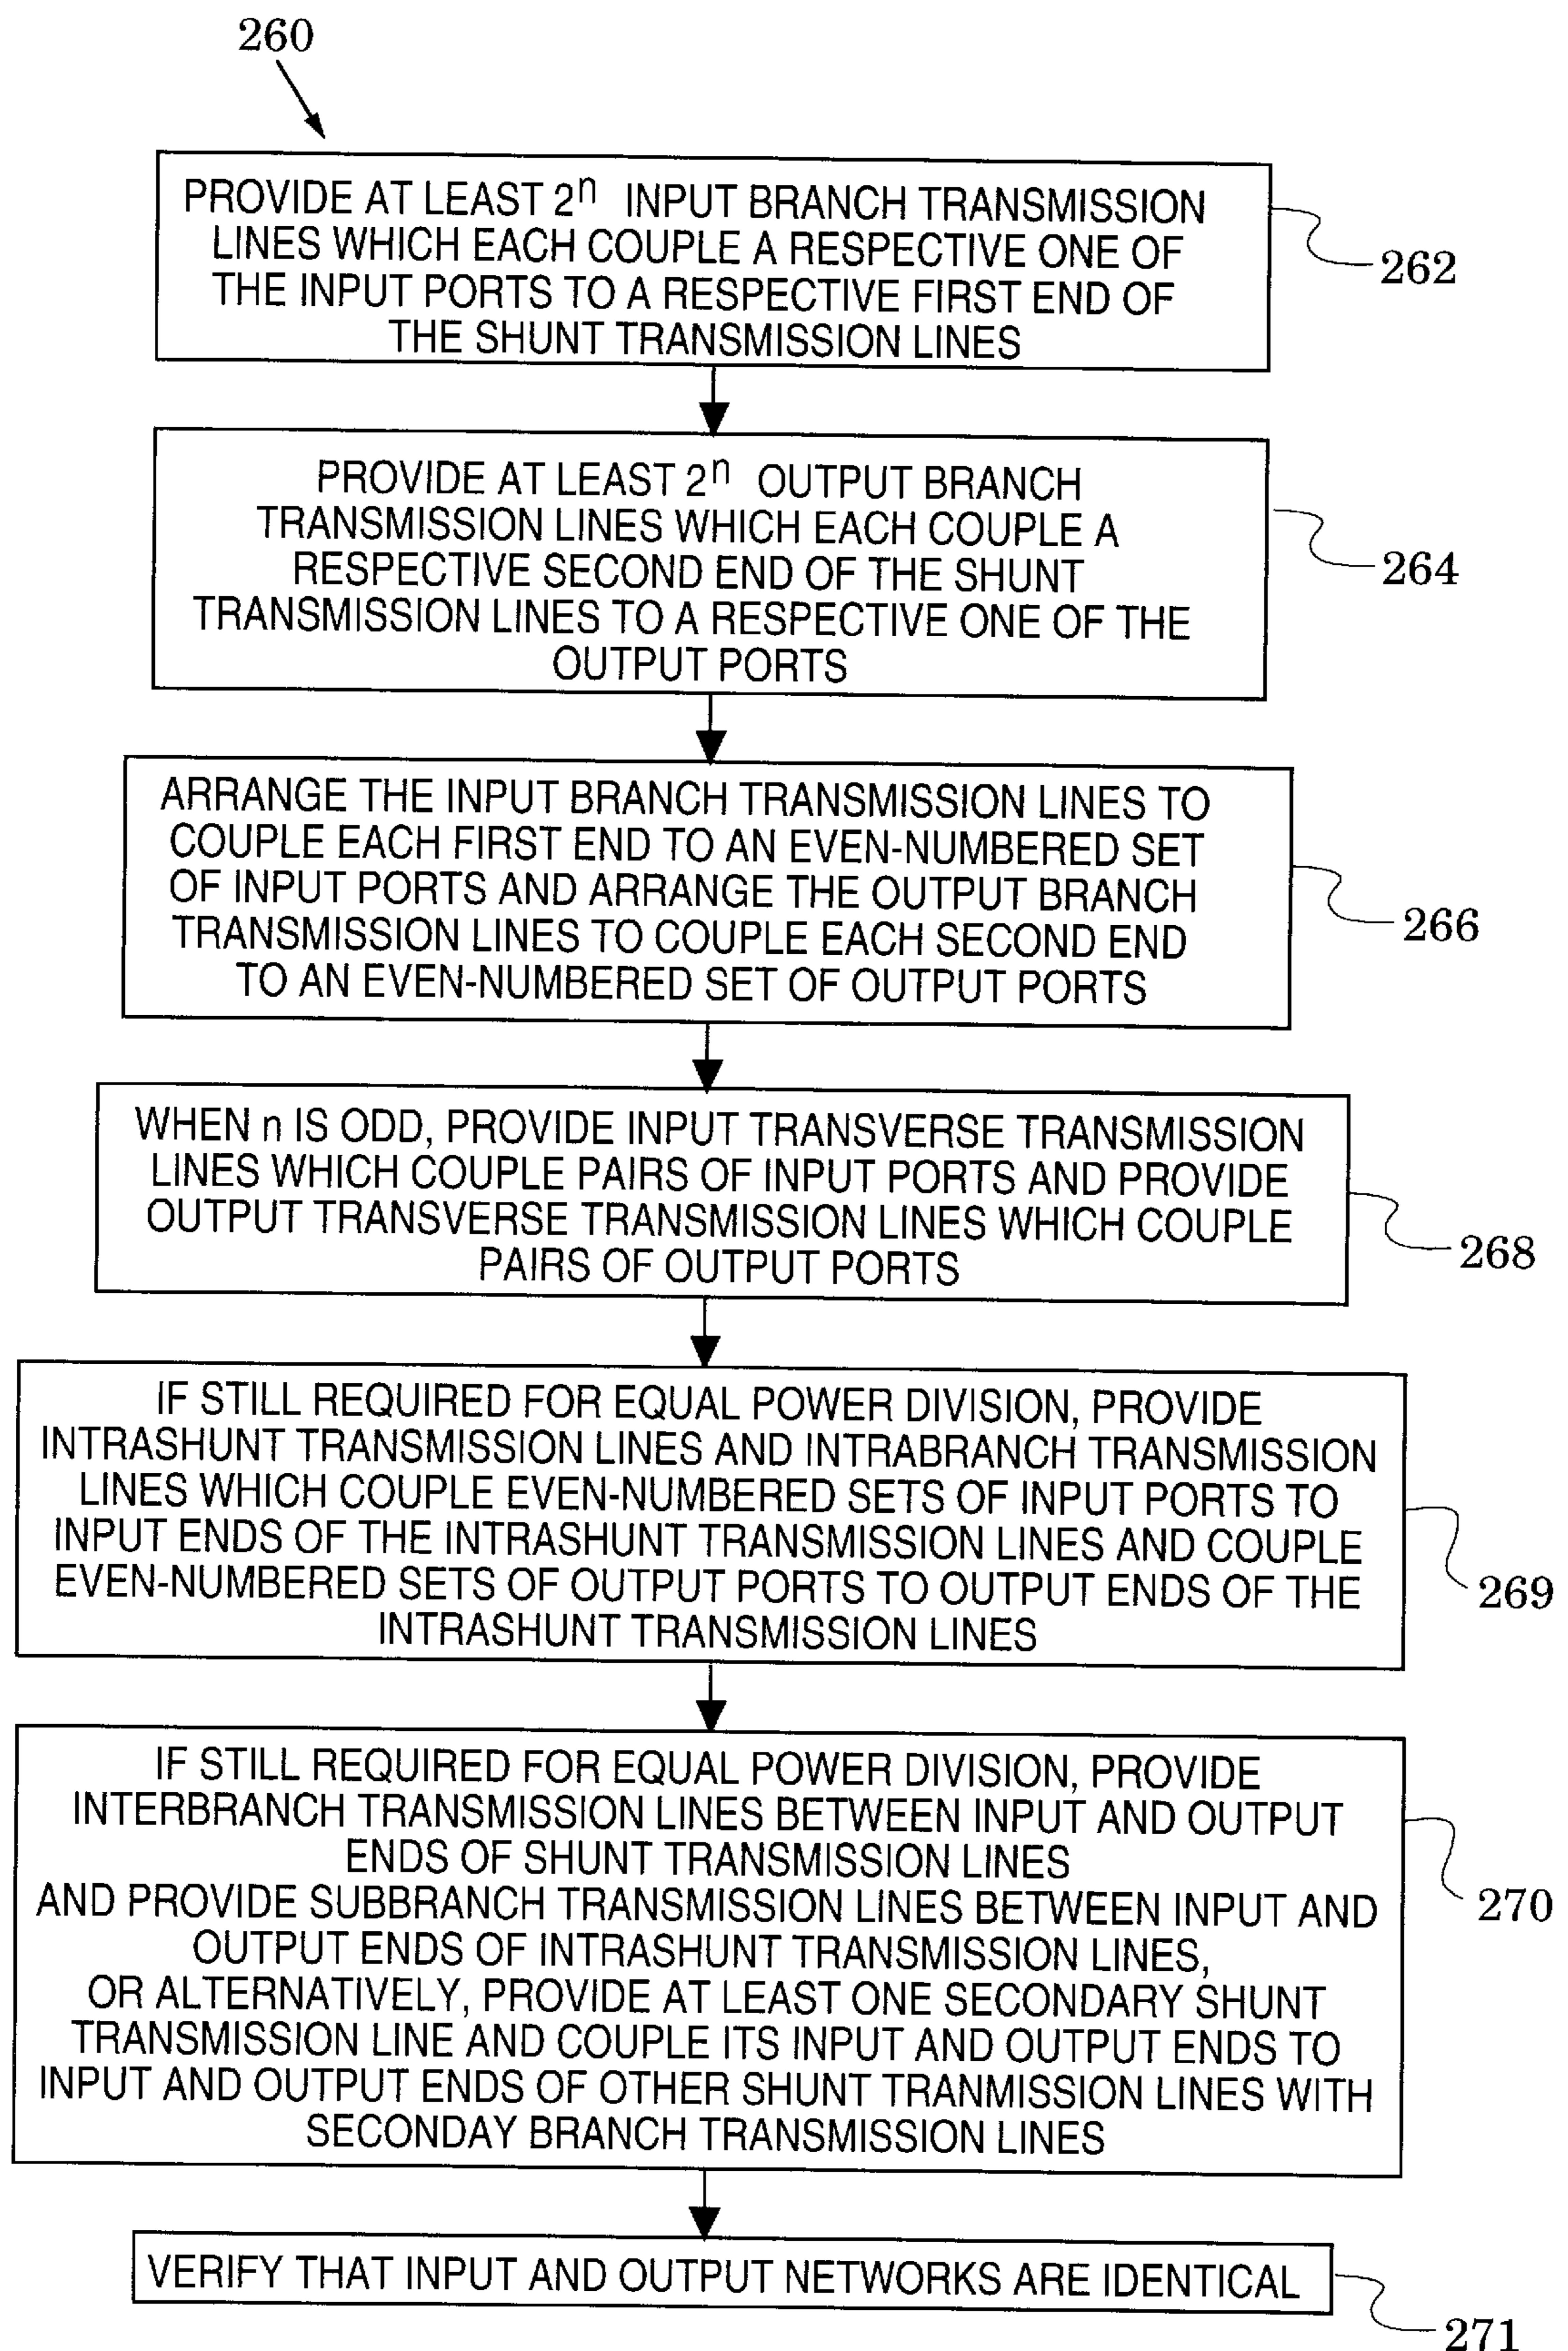 260
PROVIDE AT LEAST 2ⁿ INPUT BRANCH TRANSMISSION
LINES WHICH EACH COUPLE A RESPECTIVE ONE OF
THE INPUT PORTS TO A RESPECTIVE FIRST END OF
THE SHUNT TRANSMISSION LINES
262
PROVIDE AT LEAST 2ⁿ OUTPUT BRANCH
TRANSMISSION LINES WHICH EACH COUPLE A
RESPECTIVE SECOND END OF THE SHUNT
TRANSMISSION LINES TO A RESPECTIVE ONE OF THE
OUTPUT PORTS
264
ARRANGE THE INPUT BRANCH TRANSMISSION LINES TO
COUPLE EACH FIRST END TO AN EVEN-NUMBERED SET
OF INPUT PORTS AND ARRANGE THE OUTPUT BRANCH
TRANSMISSION LINES TO COUPLE EACH SECOND END
TO AN EVEN-NUMBERED SET OF OUTPUT PORTS
266
WHEN n IS ODD, PROVIDE INPUT TRANSVERSE TRANSMISSION
LINES WHICH COUPLE PAIRS OF INPUT PORTS AND PROVIDE
OUTPUT TRANSVERSE TRANSMISSION LINES WHICH COUPLE
PAIRS OF OUTPUT PORTS
268
IF STILL REQUIRED FOR EQUAL POWER DIVISION, PROVIDE
INTRASHUNT TRANSMISSION LINES AND INTRABRANCH TRANSMISSION
LINES WHICH COUPLE EVEN-NUMBERED SETS OF INPUT PORTS TO
INPUT ENDS OF THE INTRASHUNT TRANSMISSION LINES AND COUPLE
EVEN-NUMBERED SETS OF OUTPUT PORTS TO OUTPUT ENDS OF THE
INTRASHUNT TRANSMISSION LINES
269
IF STILL REQUIRED FOR EQUAL POWER DIVISION, PROVIDE
INTERBRANCH TRANSMISSION LINES BETWEEN INPUT AND OUTPUT
ENDS OF SHUNT TRANSMISSION LINES
AND PROVIDE SUBBRANCH TRANSMISSION LINES BETWEEN INPUT AND
OUTPUT ENDS OF INTRASHUNT TRANSMISSION LINES,
OR ALTERNATIVELY, PROVIDE AT LEAST ONE SECONDARY SHUNT
TRANSMISSION LINE AND COUPLE ITS INPUT AND OUTPUT ENDS TO
INPUT AND OUTPUT ENDS OF OTHER SHUNT TRANMISSION LINES WITH
SECONDAY BRANCH TRANSMISSION LINES
270
VERIFY THAT INPUT AND OUTPUT NETWORKS ARE IDENTICAL
271